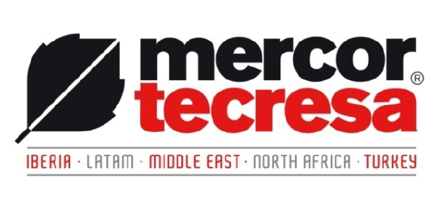 mercor
tecresa®
IBERIA · LATAM · MIDDLE EAST · NORTH AFRICA · TURKEY